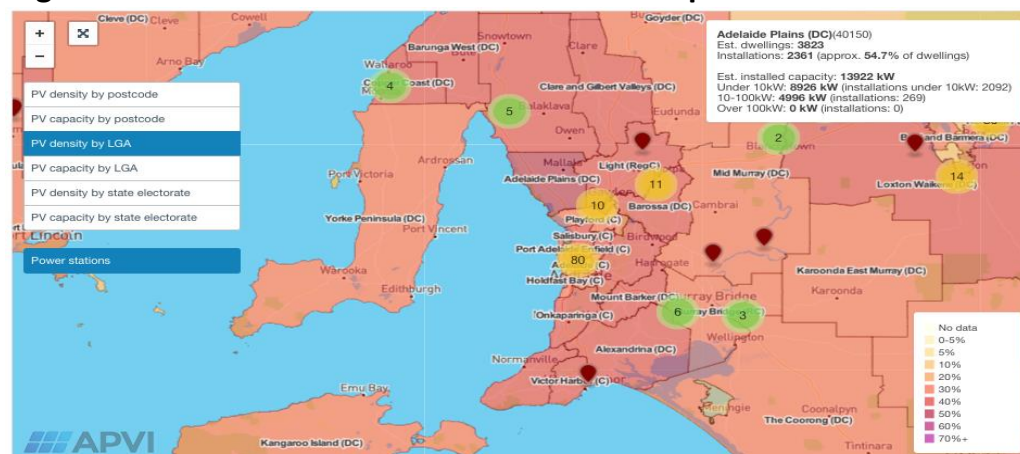 Cleve (DC) Cleve
Cowell
Snowtown
Goyder (DC)
Arno Bay
Barunga West (DC)
Bute
Clare
Wallaroo
Coast (DC)
4
5
Balaklava
Clare and Gilbert Valleys (DC)
Eudunda
Owen
2
Ardrossan
Mallala
Light (RegC)
Adelaide Plains (DC)
11
Mid Murray (DC)
14
Port Victoria
10
Barossa (DC)
Cambrai
Yorke Peninsula (DC)
Port Vincent
Salisbury (C)
Birdwood
80
Holdfast Bay (C)
Karoonda East Murray (DC)
Karoonda
Warooka
Edithburgh
Mount Barker (DC)
6
3
Onkaparinga (C)
Wellington
Normanville
Alexandrina (DC)
Victor Harbor (C)
Emu Bay
Meningie
Coonalpyn
The Coorong (DC)
Kangaroo Island (DC)
Tintinara
+
−
PV density by postcode
PV capacity by postcode
PV density by LGA
PV capacity by LGA
PV density by state electorate
PV capacity by state electorate
Power stations
Adelaide Plains (DC)(40150)
Est. dwellings: 3823
Installations: 2361 (approx. 54.7% of dwellings)
Est. installed capacity: 13922 kW
Under 10kW: 8926 kW (installations under 10kW: 2092)
10-100kW: 4996 kW (installations: 269)
Over 100kW: 0 kW (installations: 0)
No data
0-5%
5%
10%
20%
30%
40%
50%
60%
70%+
APVI